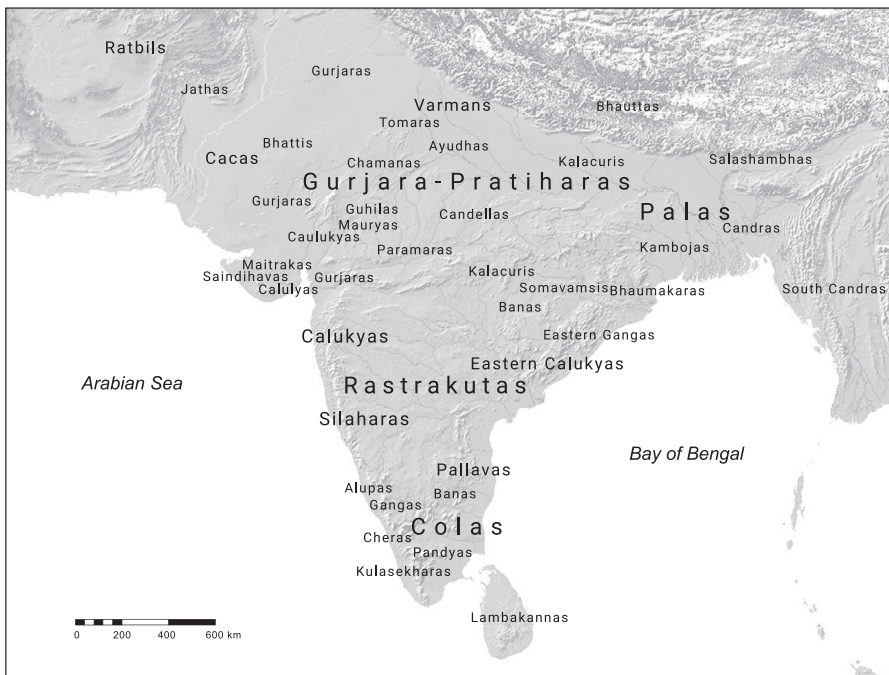 Ratbils
Gurjaras
Jathas
Varmans
Bhauttas
Tomaras
Bhattis
Ayudhas
Cacas
Chamanas
Kalacuris
Salashambhas
Gurjara-Pratiharas
Gurjaras
Guhilas
Candellas
Palas
Mauryas
Candras
Caulukyas
Paramaras
Kambojas
Maitrakas
Saindihavas
Gurjaras
Kalacuris
Calulyas
Somavamsis
Bhaumakaras
South Candras
Banas
Calukyas
Eastern Gangas
Eastern Calukyas
Arabian Sea
Rastrakutas
Silaharas
Bay of Bengal
Pallavas
Alupas
Banas
Gangas
Colas
Cheras
Pandyas
Kulasekharas
Lambakannas
0 200 400 600 km